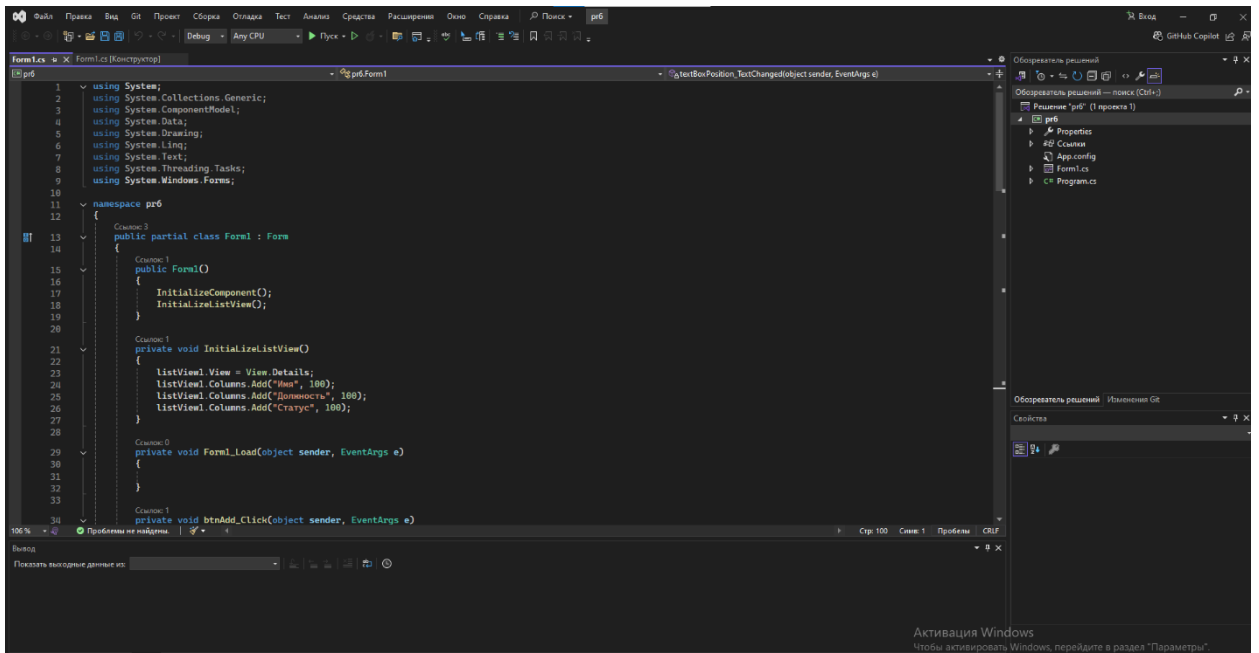 Файл Правка Вид Git Проект Сборка Отладка Тест Анализ Средства Расширения Окно Справка Поиск pr6 Вход
Debug Any CPU Пуск GitHub Copilot
Form1.cs Form1.cs [Конструктор]
pr6 pr6.Form1 textBoxPosition_TextChanged(object sender, EventArgs e)
1 using System;
2 using System.Collections.Generic;
3 using System.ComponentModel;
4 using System.Data;
5 using System.Drawing;
6 using System.Linq;
7 using System.Text;
8 using System.Threading.Tasks;
9 using System.Windows.Forms;
10
11 namespace pr6
12 {
Ссылок: 3
13 public partial class Form1 : Form
14 {
Ссылок: 1
15 public Form1()
16 {
17 InitializeComponent();
18 InitiaLizeListView();
19 }
20
Ссылок: 1
21 private void InitiaLizeListView()
22 {
23 listView1.View = View.Details;
24 listView1.Columns.Add("Имя", 100);
25 listView1.Columns.Add("Должность", 100);
26 listView1.Columns.Add("Статус", 100);
27 }
28
Ссылок: 0
29 private void Form1_Load(object sender, EventArgs e)
30 {
31
32 }
33
Ссылок: 1
34 private void btnAdd_Click(object sender, EventArgs e)
106 % Проблемы не найдены. Стр: 100 Симв: 1 Пробелы CRLF
Вывод
Показать выходные данные из:
Обозреватель решений
Обозреватель решений — поиск (Ctrl+;)
Решение "pr6" (1 проекта 1)
pr6
Properties
Ссылки
App.config
Form1.cs
C# Program.cs
Обозреватель решений Изменения Git
Свойства
Активация Windows
Чтобы активировать Windows, перейдите в раздел "Параметры".